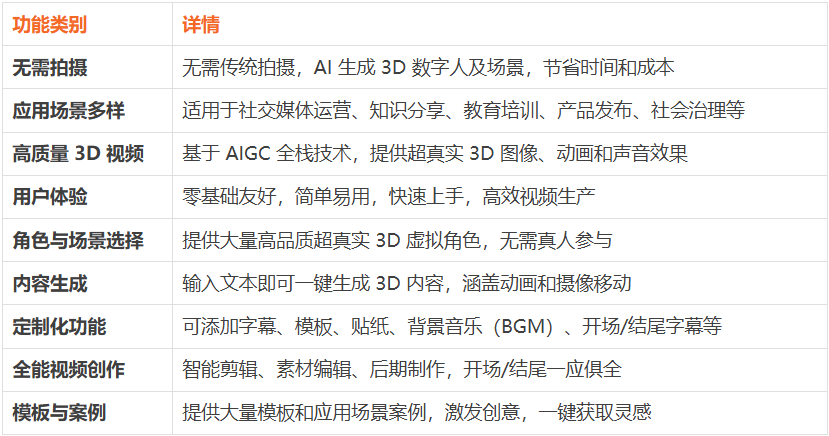 功能类别 详情
无需拍摄 无需传统拍摄，AI 生成 3D 数字人及场景，节省时间和成本
应用场景多样 适用于社交媒体运营、知识分享、教育培训、产品发布、社会治理等
高质量 3D 视频 基于 AIGC 全栈技术，提供超真实 3D 图像、动画和声音效果
用户体验 零基础友好，简单易用，快速上手，高效视频生产
角色与场景选择 提供大量高品质超真实 3D 虚拟角色，无需真人参与
内容生成 输入文本即可一键生成 3D 内容，涵盖动画和摄像移动
定制化功能 可添加字幕、模板、贴纸、背景音乐（BGM）、开场/结尾字幕等
全能视频创作 智能剪辑、素材编辑、后期制作，开场/结尾一应俱全
模板与案例 提供大量模板和应用场景案例，激发创意，一键获取灵感